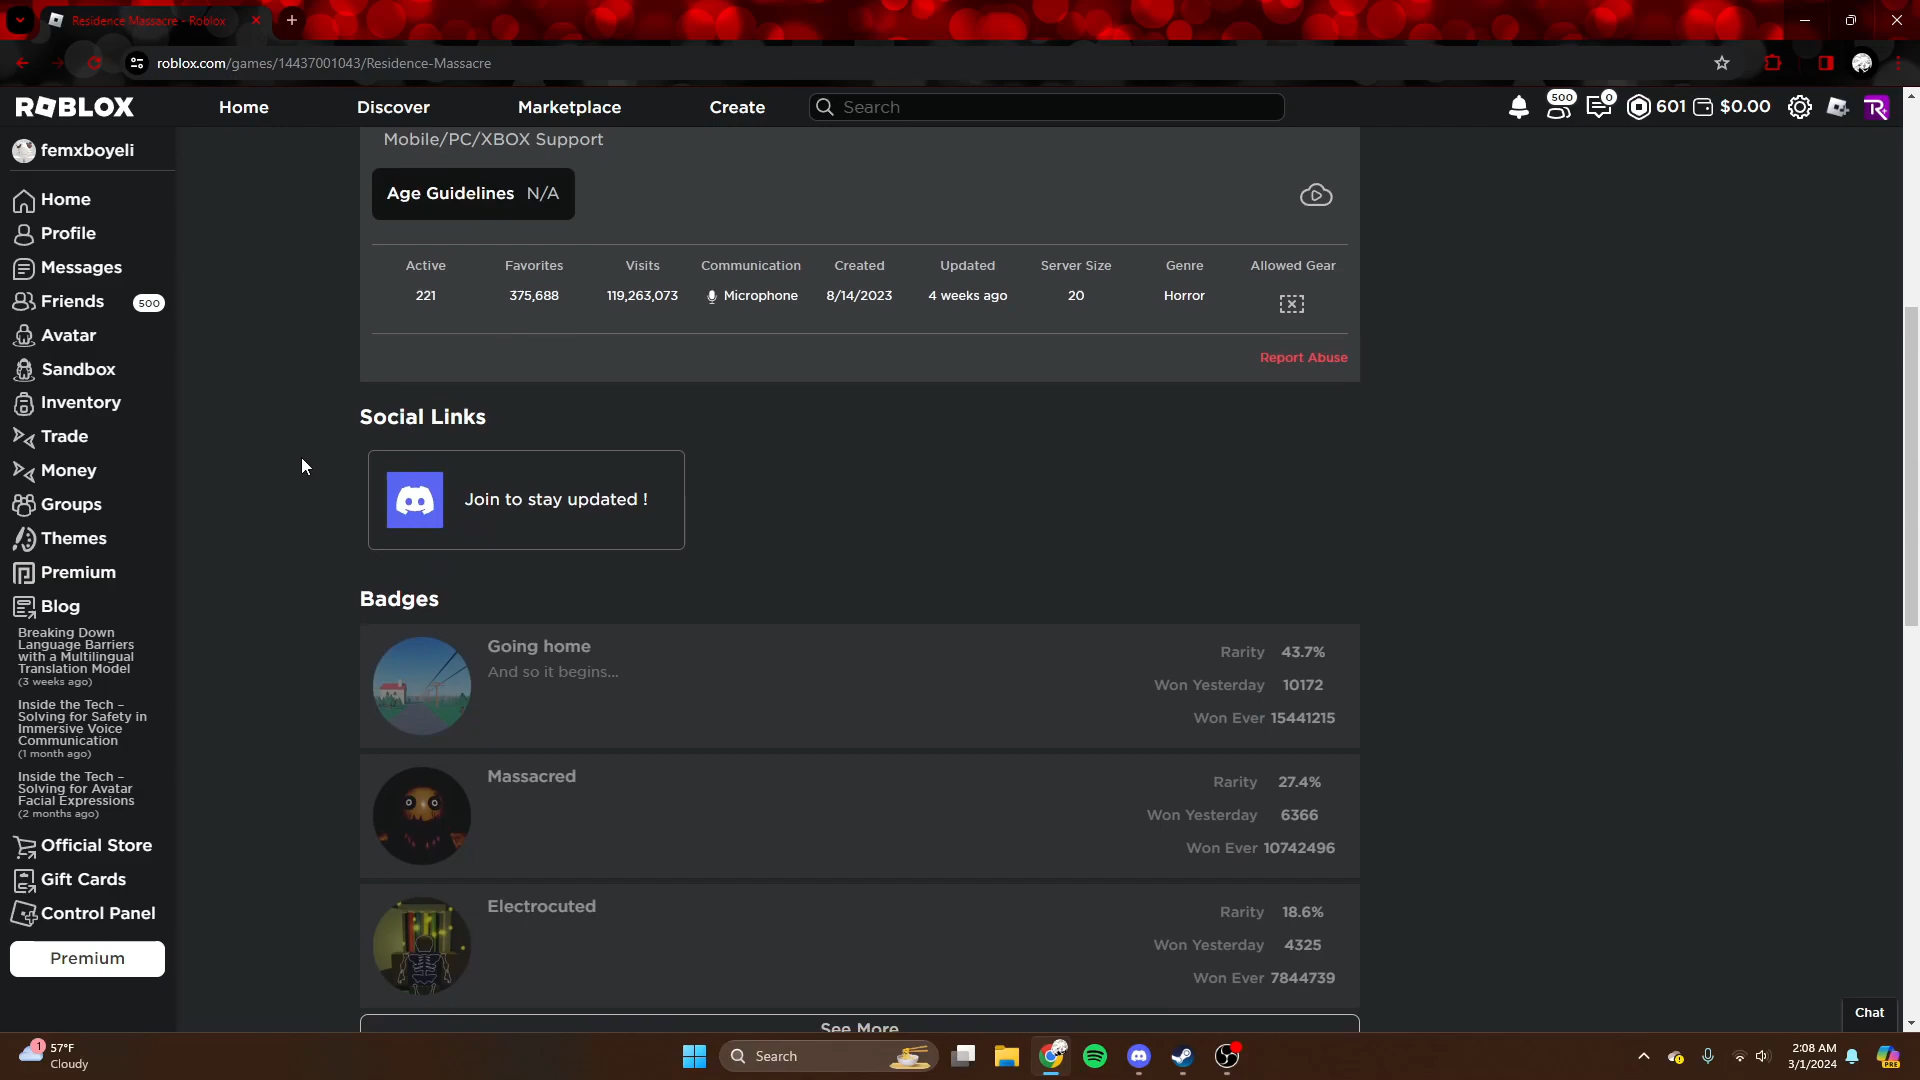 Residence Massacre - Roblox
roblox.com/games/14437001043/Residence-Massacre
ROBLOX
Home
Discover
Marketplace
Create
Search
500
0
601
$0.00
femxboyeli
Home
Profile
Messages
Friends 500
Avatar
Sandbox
Inventory
Trade
Money
Groups
Themes
Premium
Blog
Breaking Down
Language Barriers
with a Multilingual
Translation Model
(3 weeks ago)
Inside the Tech –
Solving for Safety in
Immersive Voice
Communication
(1 month ago)
Inside the Tech –
Solving for Avatar
Facial Expressions
(2 months ago)
Official Store
Gift Cards
Control Panel
Premium
Mobile/PC/XBOX Support
Age Guidelines N/A
Active Favorites Visits Communication Created Updated Server Size Genre Allowed Gear
221 375,688 119,263,073 Microphone 8/14/2023 4 weeks ago 20 Horror
Report Abuse
Social Links
Join to stay updated !
Badges
Going home
And so it begins...
Rarity 43.7%
Won Yesterday 10172
Won Ever 15441215
Massacred
Rarity 27.4%
Won Yesterday 6366
Won Ever 10742496
Electrocuted
Rarity 18.6%
Won Yesterday 4325
Won Ever 7844739
See More
Chat
1
57°F
Cloudy
Search
2:08 AM
3/1/2024
PRE